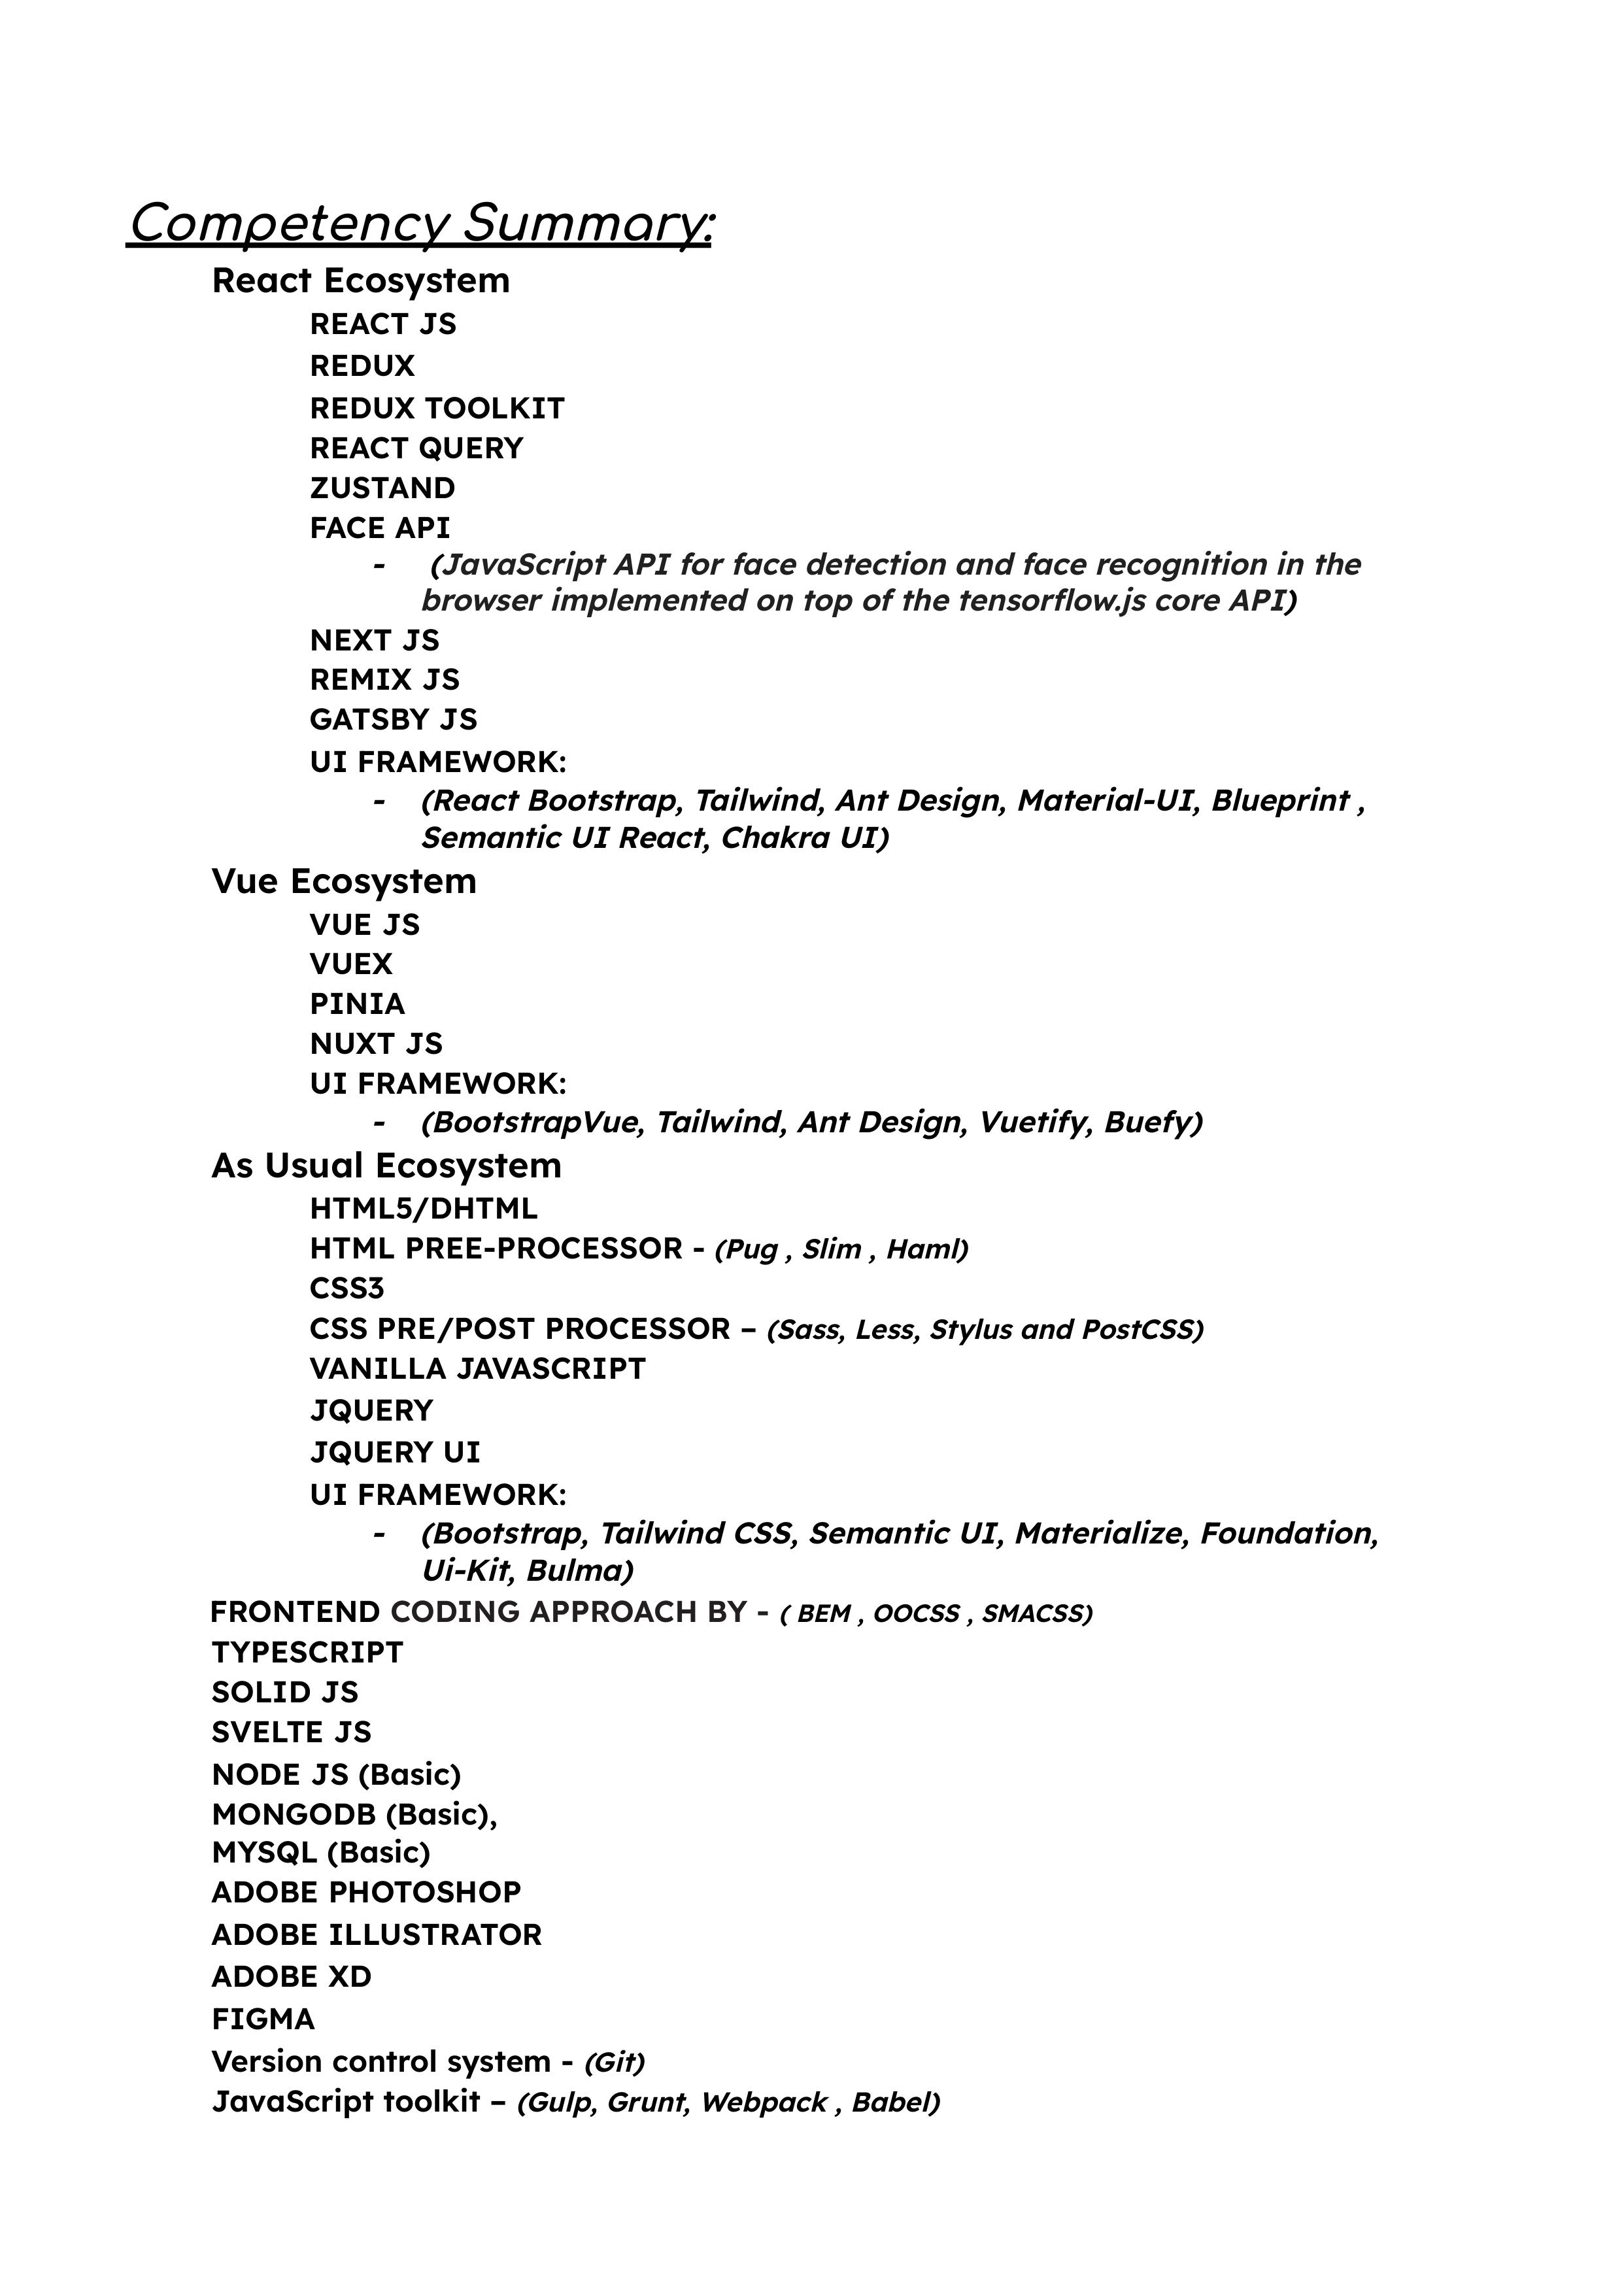 Competency Summary:
React Ecosystem
REACT JS
REDUX
REDUX TOOLKIT
REACT QUERY
ZUSTAND
FACE API
- (JavaScript API for face detection and face recognition in the
browser implemented on top of the tensorflow.js core API)
NEXT JS
REMIX JS
GATSBY JS
UI FRAMEWORK:
- (React Bootstrap, Tailwind, Ant Design, Material-UI, Blueprint ,
Semantic UI React, Chakra UI)
Vue Ecosystem
VUE JS
VUEX
PINIA
NUXT JS
UI FRAMEWORK:
- (BootstrapVue, Tailwind, Ant Design, Vuetify, Buefy)
As Usual Ecosystem
HTML5/DHTML
HTML PREE-PROCESSOR - (Pug , Slim , Haml)
CSS3
CSS PRE/POST PROCESSOR – (Sass, Less, Stylus and PostCSS)
VANILLA JAVASCRIPT
JQUERY
JQUERY UI
UI FRAMEWORK:
- (Bootstrap, Tailwind CSS, Semantic UI, Materialize, Foundation,
Ui-Kit, Bulma)
FRONTEND CODING APPROACH BY - ( BEM , OOCSS , SMACSS)
TYPESCRIPT
SOLID JS
SVELTE JS
NODE JS (Basic)
MONGODB (Basic),
MYSQL (Basic)
ADOBE PHOTOSHOP
ADOBE ILLUSTRATOR
ADOBE XD
FIGMA
Version control system - (Git)
JavaScript toolkit – (Gulp, Grunt, Webpack , Babel)